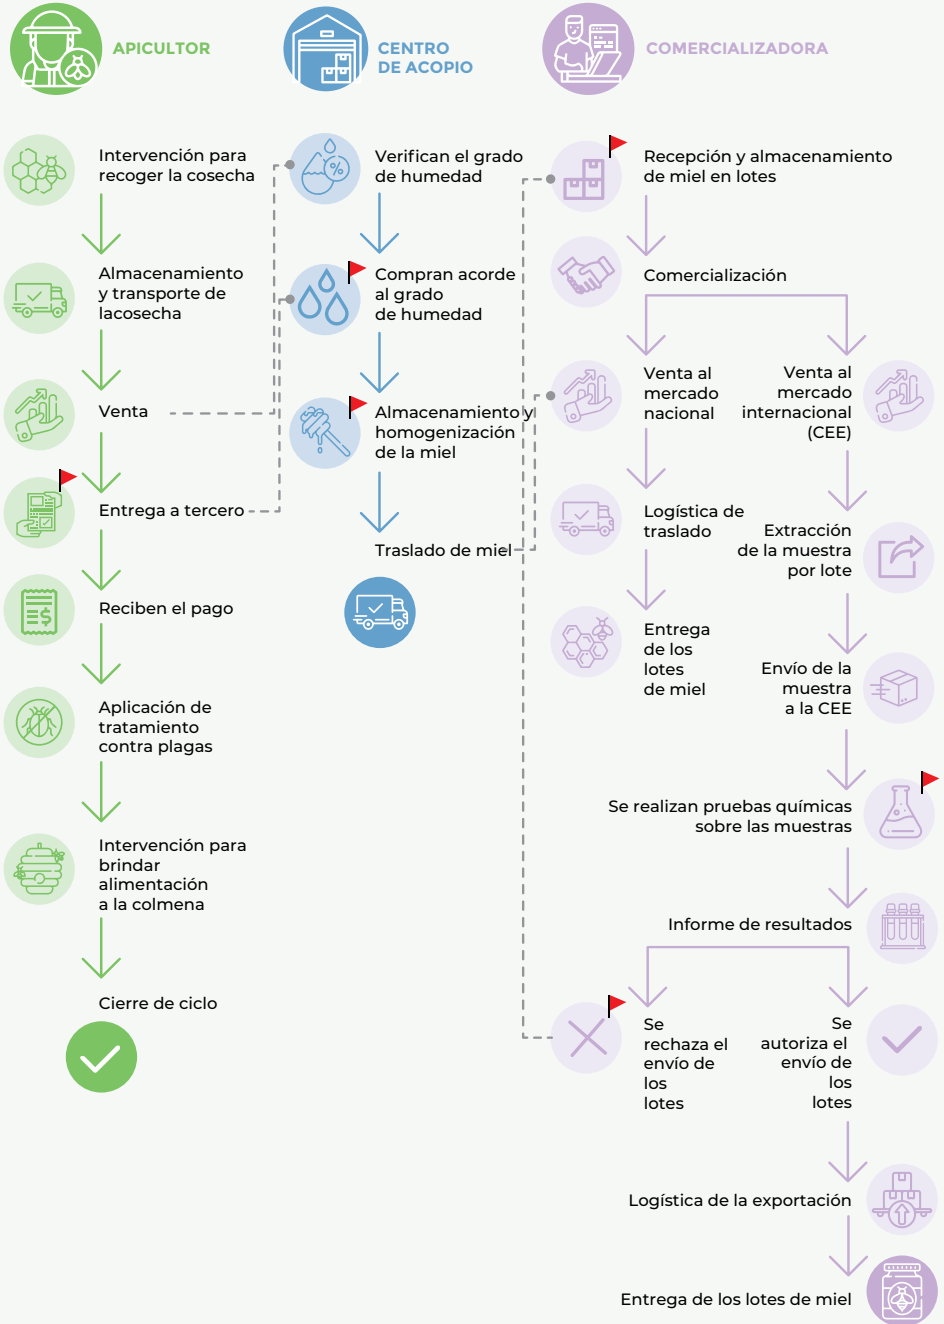 APICULTOR
CENTRO
DE ACOPIO
COMERCIALIZADORA
Intervención para
recoger la cosecha
Almacenamiento
y transporte de
lacosecha
Venta
Entrega a tercero
Reciben el pago
Aplicación de
tratamiento
contra plagas
Intervención para
brindar
alimentación
a la colmena
Cierre de ciclo
Verifican el grado
de humedad
%
Compran acorde
al grado
de humedad
Almacenamiento y
homogenización
de la miel
Traslado de miel
Recepción y almacenamiento
de miel en lotes
Comercialización
Venta al
mercado
nacional
Logística de
traslado
Entrega
de los
lotes
de miel
Venta al
mercado
internacional
(CEE)
Extracción
de la muestra
por lote
Envío de la
muestra
a la CEE
Se realizan pruebas químicas
sobre las muestras
Informe de resultados
Se
rechaza el
envío de
los
lotes
Se
autoriza el
envío de
los
lotes
Logística de la exportación
Entrega de los lotes de miel
$